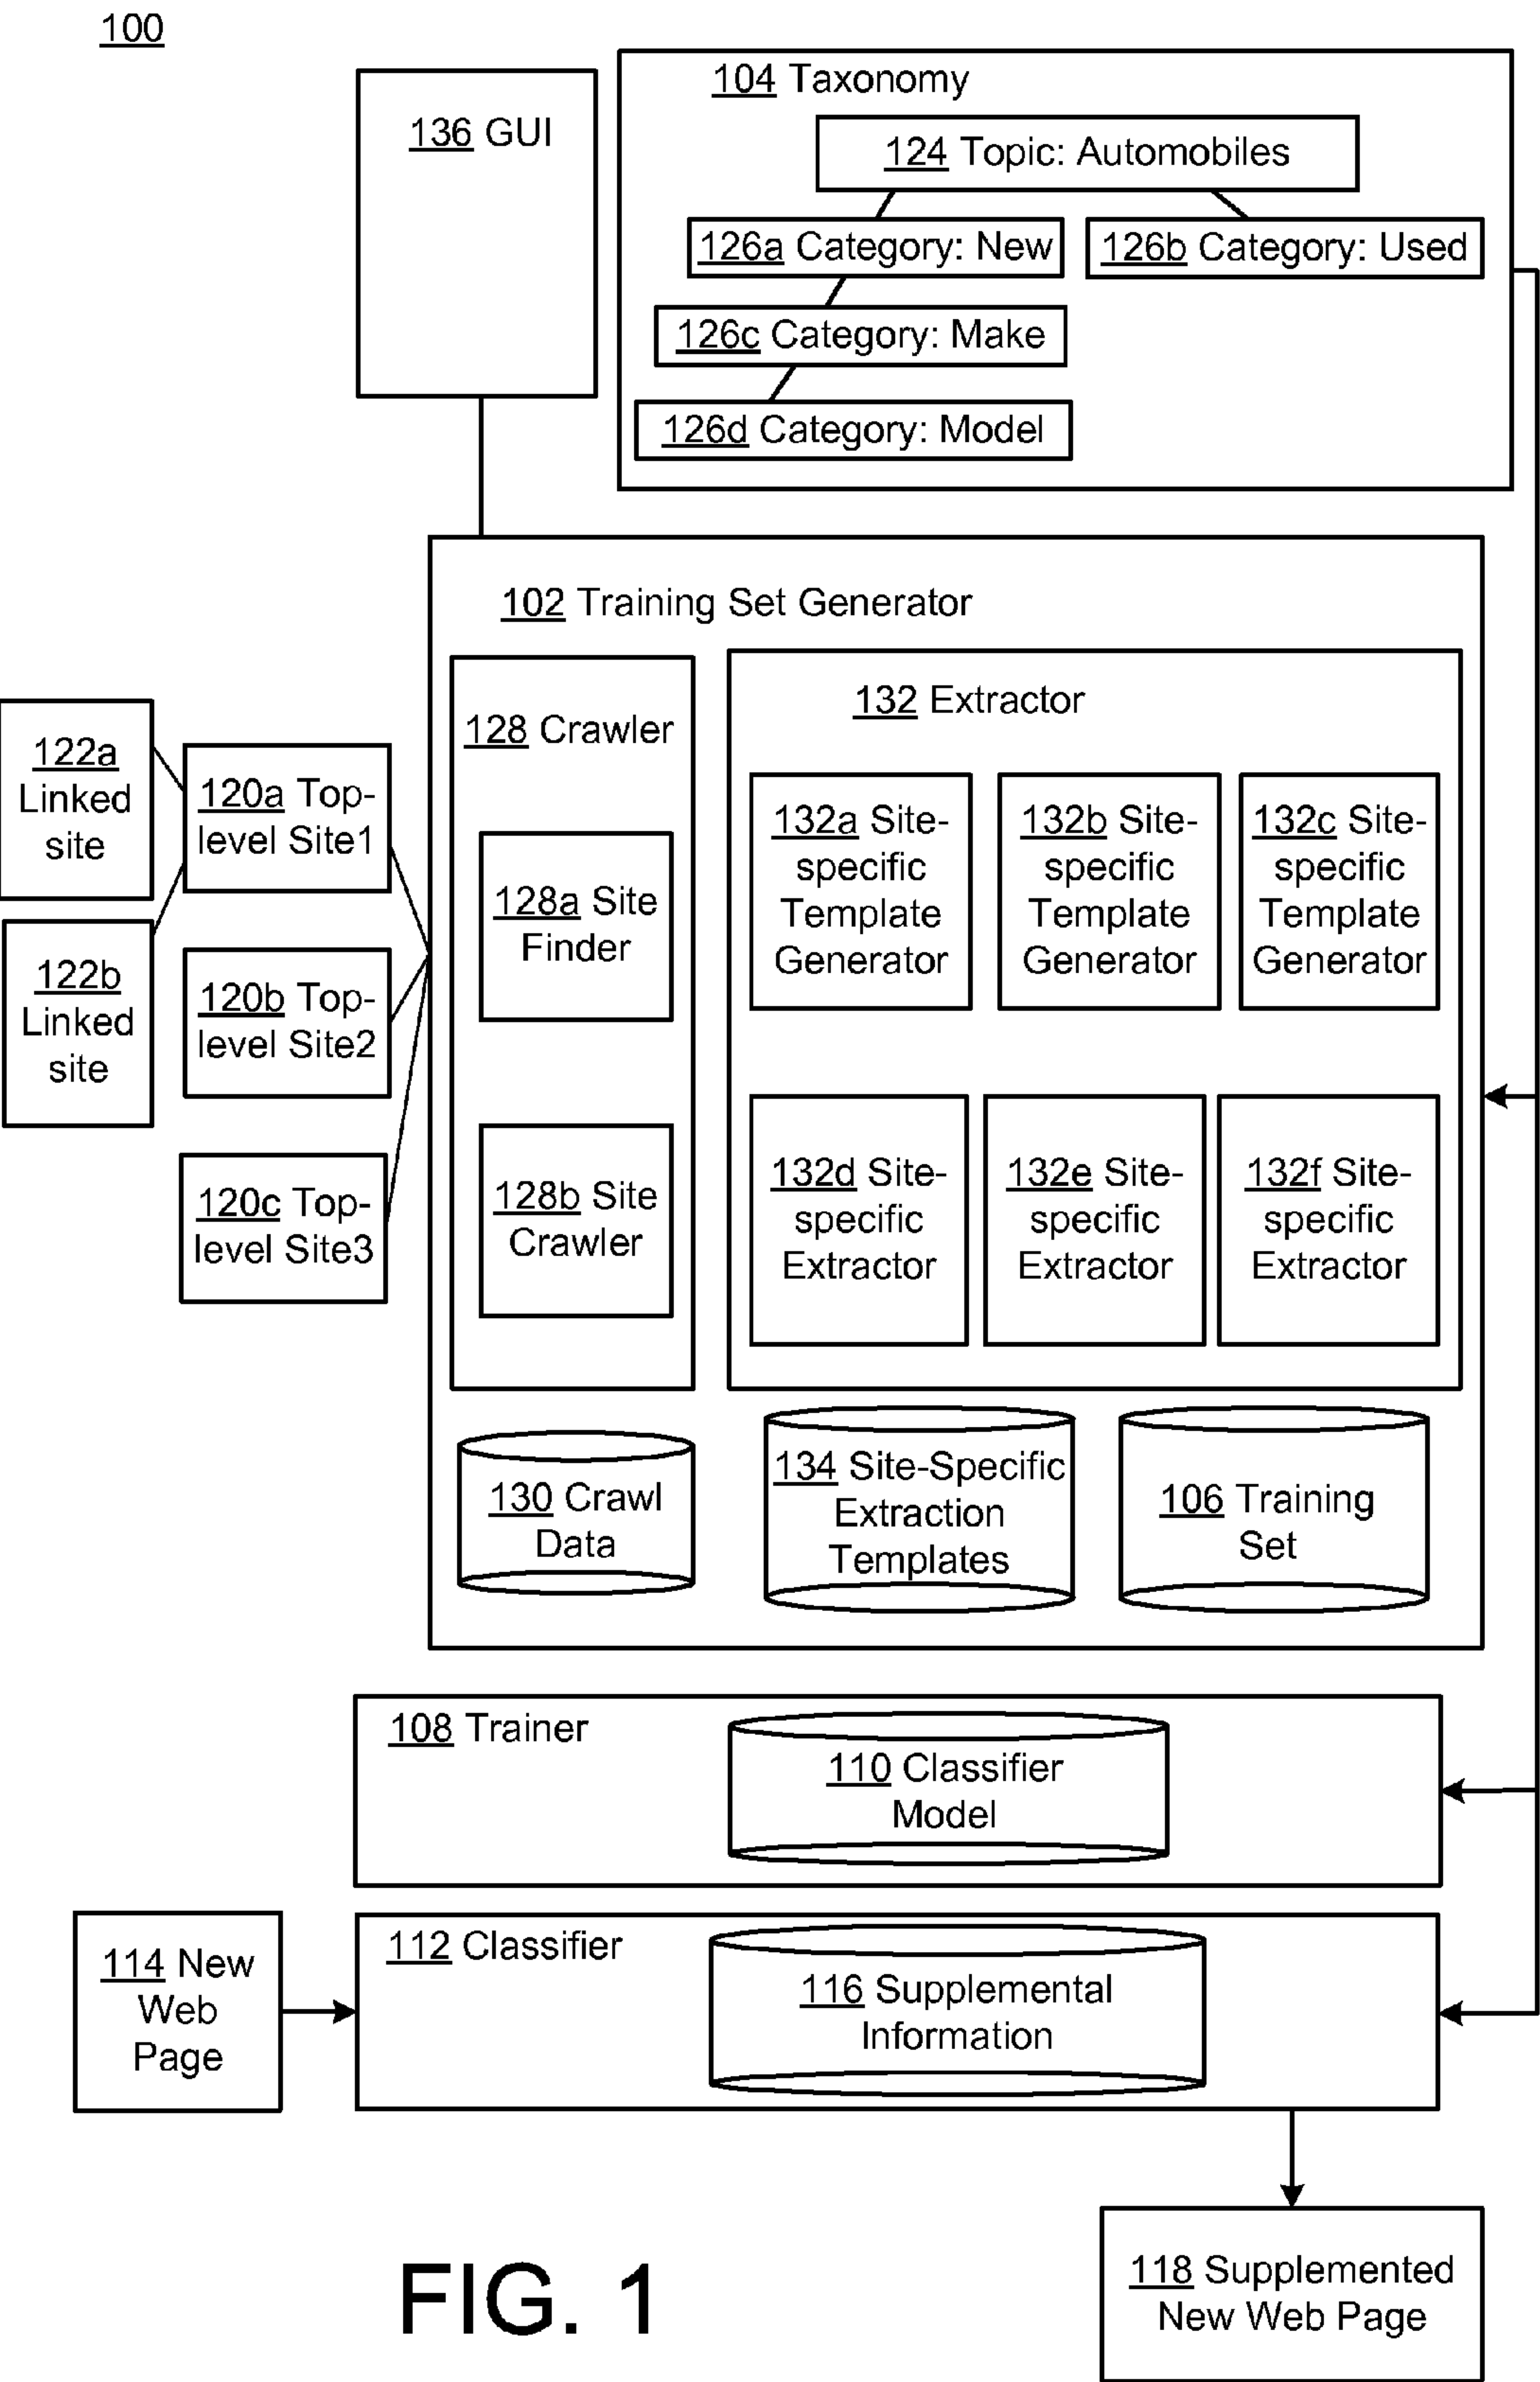 100
136 GUI
104 Taxonomy
124 Topic: Automobiles
126a Category: New
126b Category: Used
126c Category: Make
126d Category: Model
102 Training Set Generator
122a
Linked
site
122b
Linked
site
120a Top-
level Site1
120b Top-
level Site2
120c Top-
level Site3
128 Crawler
128a Site
Finder
128b Site
Crawler
132 Extractor
132a Site-
specific
Template
Generator
132b Site-
specific
Template
Generator
132c Site-
specific
Template
Generator
132d Site-
specific
Extractor
132e Site-
specific
Extractor
132f Site-
specific
Extractor
130 Crawl
Data
134 Site-Specific
Extraction
Templates
106 Training
Set
108 Trainer
110 Classifier
Model
114 New
Web
Page
112 Classifier
116 Supplemental
Information
118 Supplemented
New Web Page
FIG. 1